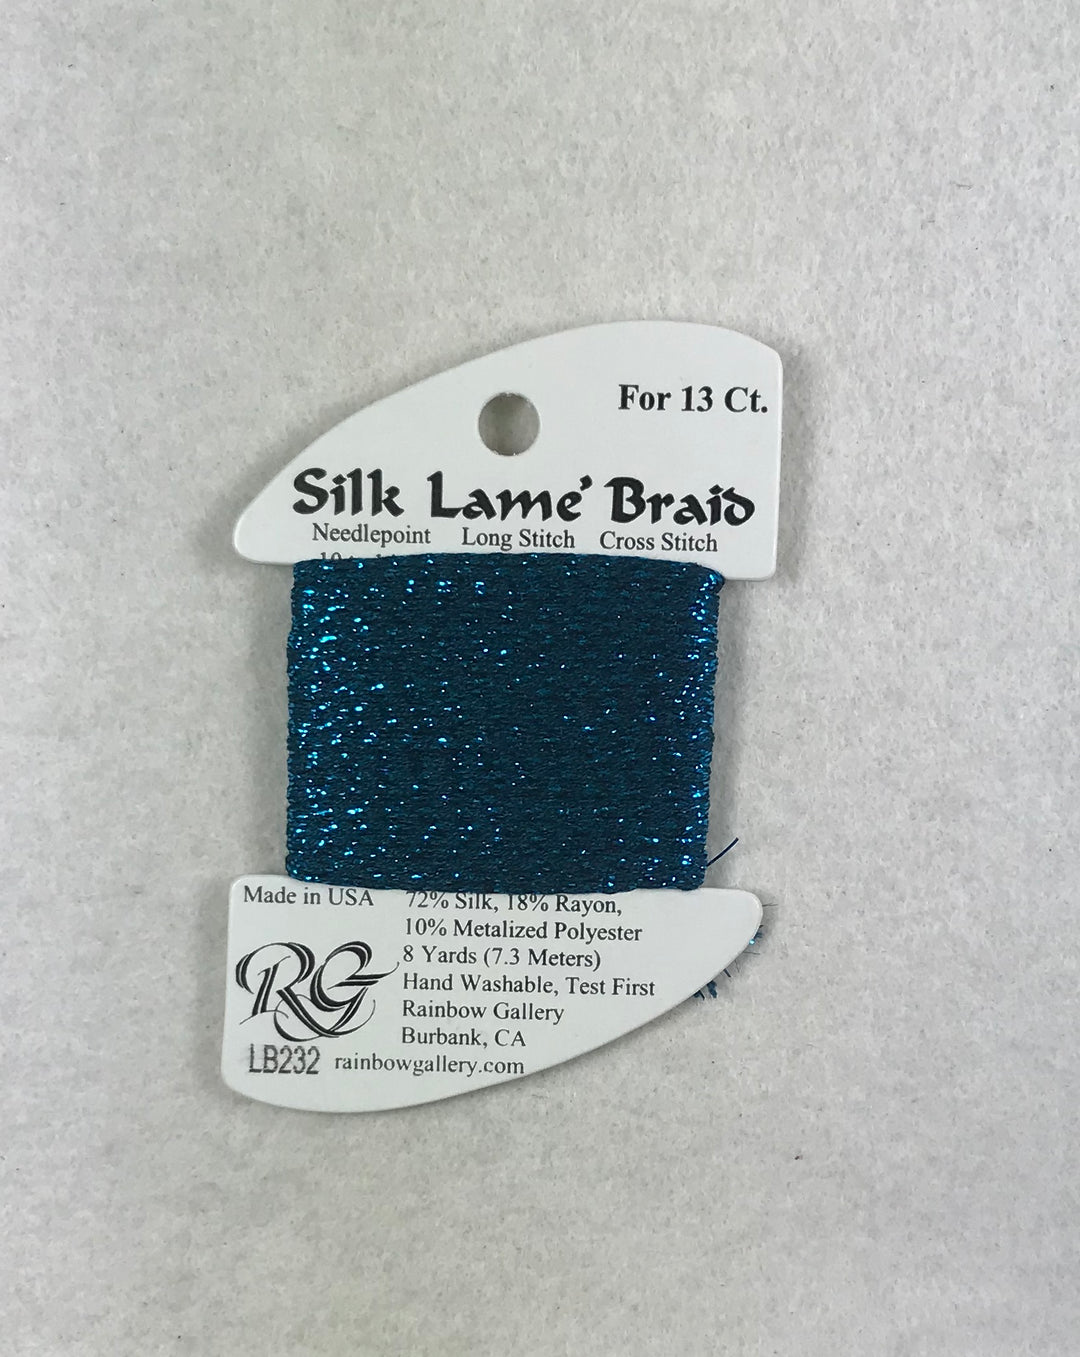 For 13 Ct.
Silk Lame' Braid
Needlepoint Long Stitch Cross Stitch
Made in USA
72% Silk, 18% Rayon,
10% Metalized Polyester
8 Yards (7.3 Meters)
Hand Washable, Test First
Rainbow Gallery
Burbank, CA
RG
LB232 rainbowgallery.com